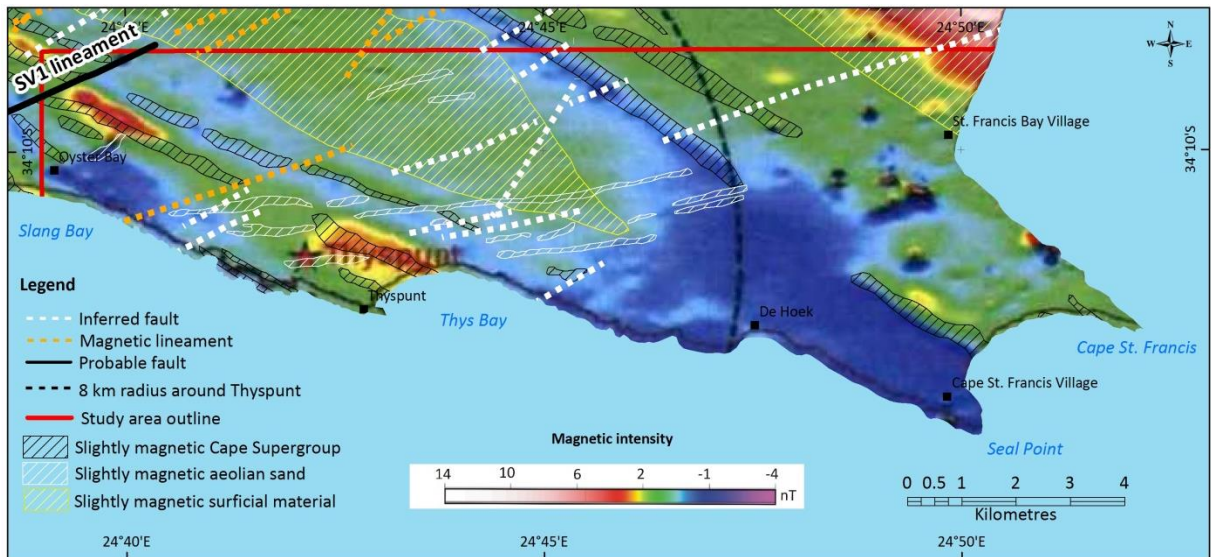 24°40'E
24°45'E
24°50'E
N
W E
S
SV1 lineament
34°10'S
Oyster Bay
St. Francis Bay Village
34°10'S
Slang Bay
Thyspunt
Thyspunt
Thys Bay
De Hoek
Cape St. Francis
Cape St. Francis Village
Seal Point
Legend
Inferred fault
Magnetic lineament
Probable fault
8 km radius around Thyspunt
Study area outline
Slightly magnetic Cape Supergroup
Slightly magnetic aeolian sand
Slightly magnetic surficial material
Magnetic intensity
14 10 6 2 -1 -4
nT
0 0.5 1 2 3 4
Kilometres
24°40'E
24°45'E
24°50'E